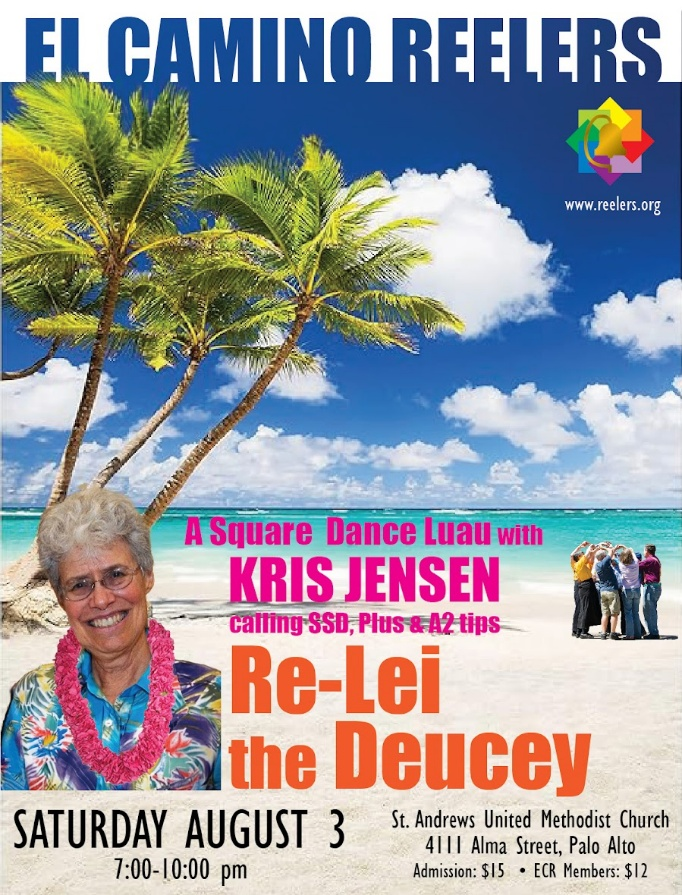 EL CAMINO REELERS
www.reelers.org
A Square Dance Luau with
KRIS JENSEN
calling SSD, Plus & A2 tips
Re-Lei
the Deucey
SATURDAY AUGUST 3
7:00-10:00 pm
St. Andrews United Methodist Church
4111 Alma Street, Palo Alto
Admission: $15 • ECR Members: $12